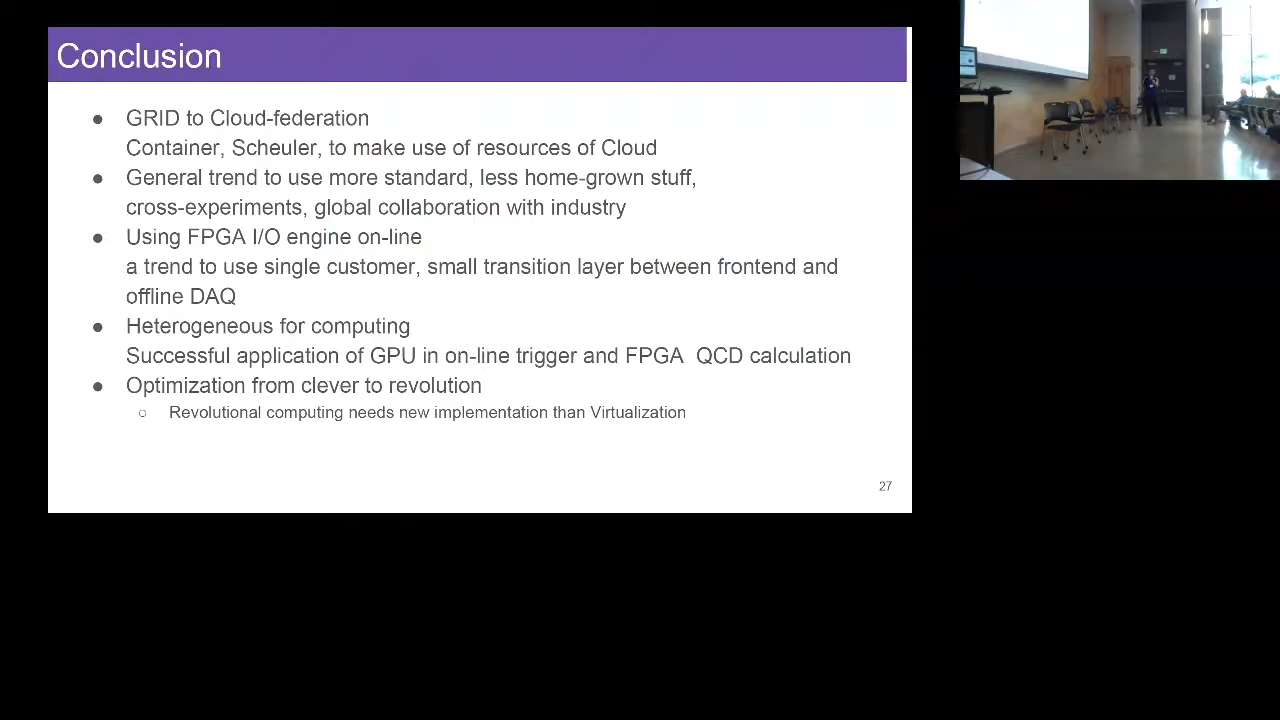 Conclusion
● GRID to Cloud-federation
Container, Scheuler, to make use of resources of Cloud
● General trend to use more standard, less home-grown stuff,
cross-experiments, global collaboration with industry
● Using FPGA I/O engine on-line
a trend to use single customer, small transition layer between frontend and
offline DAQ
● Heterogeneous for computing
Successful application of GPU in on-line trigger and FPGA QCD calculation
● Optimization from clever to revolution
○ Revolutional computing needs new implementation than Virtualization
27